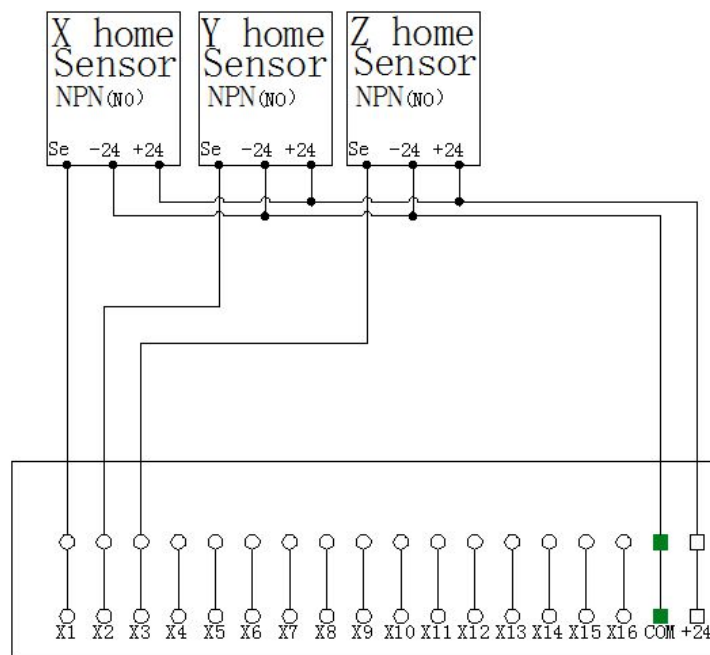 X home
Sensor
NPN(NO)
Se -24 +24
Y home
Sensor
NPN(NO)
Se -24 +24
Z home
Sensor
NPN(NO)
Se -24 +24
X1 X2 X3 X4 X5 X6 X7 X8 X9 X10 X11 X12 X13 X14 X15 X16 COM +24